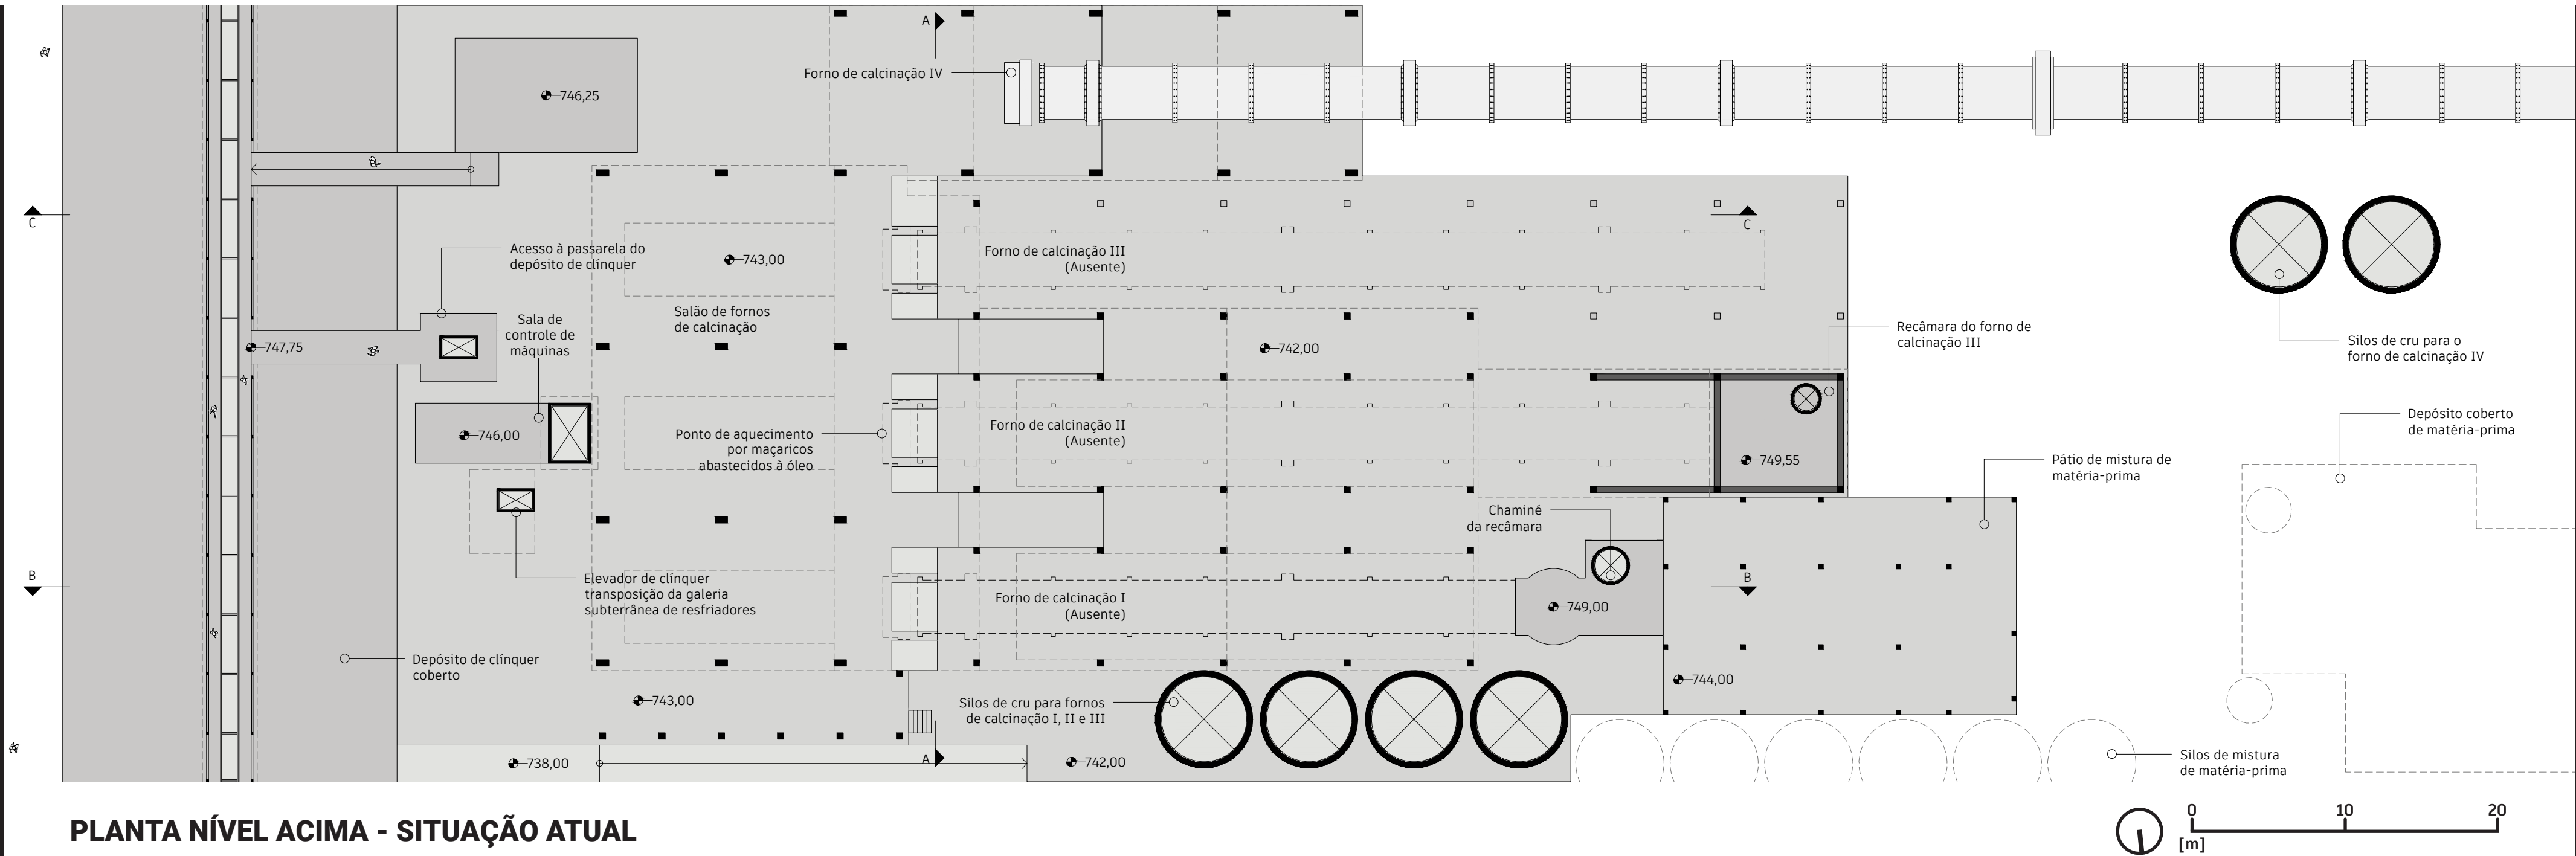 A
Forno de calcinação IV
746,25
C
Acesso à passarela do
depósito de clínquer
743,00
Forno de calcinação III
(Ausente)
C
Salão de fornos
de calcinação
Sala de
controle de
máquinas
747,75
742,00
Recâmara do forno de
calcinação III
Silos de cru para o
forno de calcinação IV
746,00
Ponto de aquecimento
por maçaricos
abastecidos à óleo
Forno de calcinação II
(Ausente)
749,55
Depósito coberto
de matéria-prima
Pátio de mistura de
matéria-prima
Chaminé
da recâmara
B
Elevador de clínquer
transposição da galeria
subterrânea de resfriadores
Forno de calcinação I
(Ausente)
749,00
B
Depósito de clínquer
coberto
743,00
Silos de cru para fornos
de calcinação I, II e III
744,00
738,00
A
742,00
Silos de mistura
de matéria-prima
PLANTA NÍVEL ACIMA - SITUAÇÃO ATUAL
0 10 20
[m]